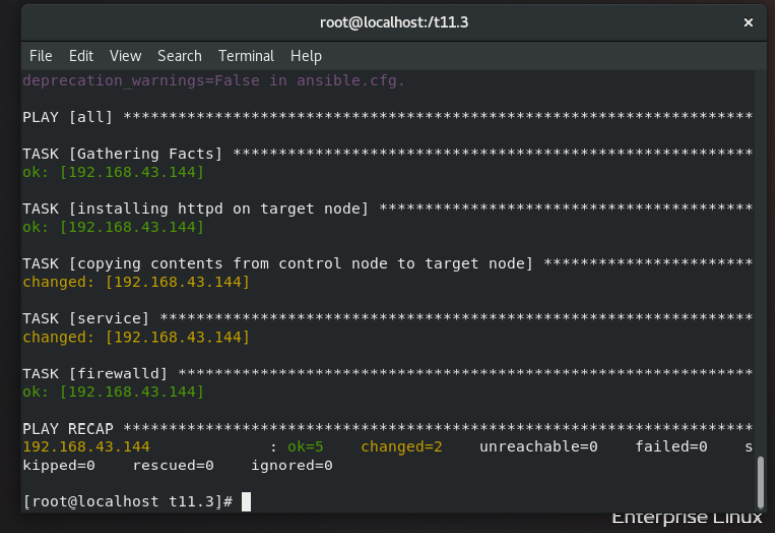 root@localhost:/t11.3
×
File Edit View Search Terminal Help
deprecation_warnings=False in ansible.cfg.
PLAY [all] *********************************************************************
TASK [Gathering Facts] *********************************************************
ok: [192.168.43.144]
TASK [installing httpd on target node] *****************************************
ok: [192.168.43.144]
TASK [copying contents from control node to target node] ***********************
changed: [192.168.43.144]
TASK [service] *****************************************************************
changed: [192.168.43.144]
TASK [firewalld] ***************************************************************
ok: [192.168.43.144]
PLAY RECAP *********************************************************************
192.168.43.144             : ok=5    changed=2    unreachable=0    failed=0    s
kipped=0    rescued=0    ignored=0
[root@localhost t11.3]#
Enterprise Linux